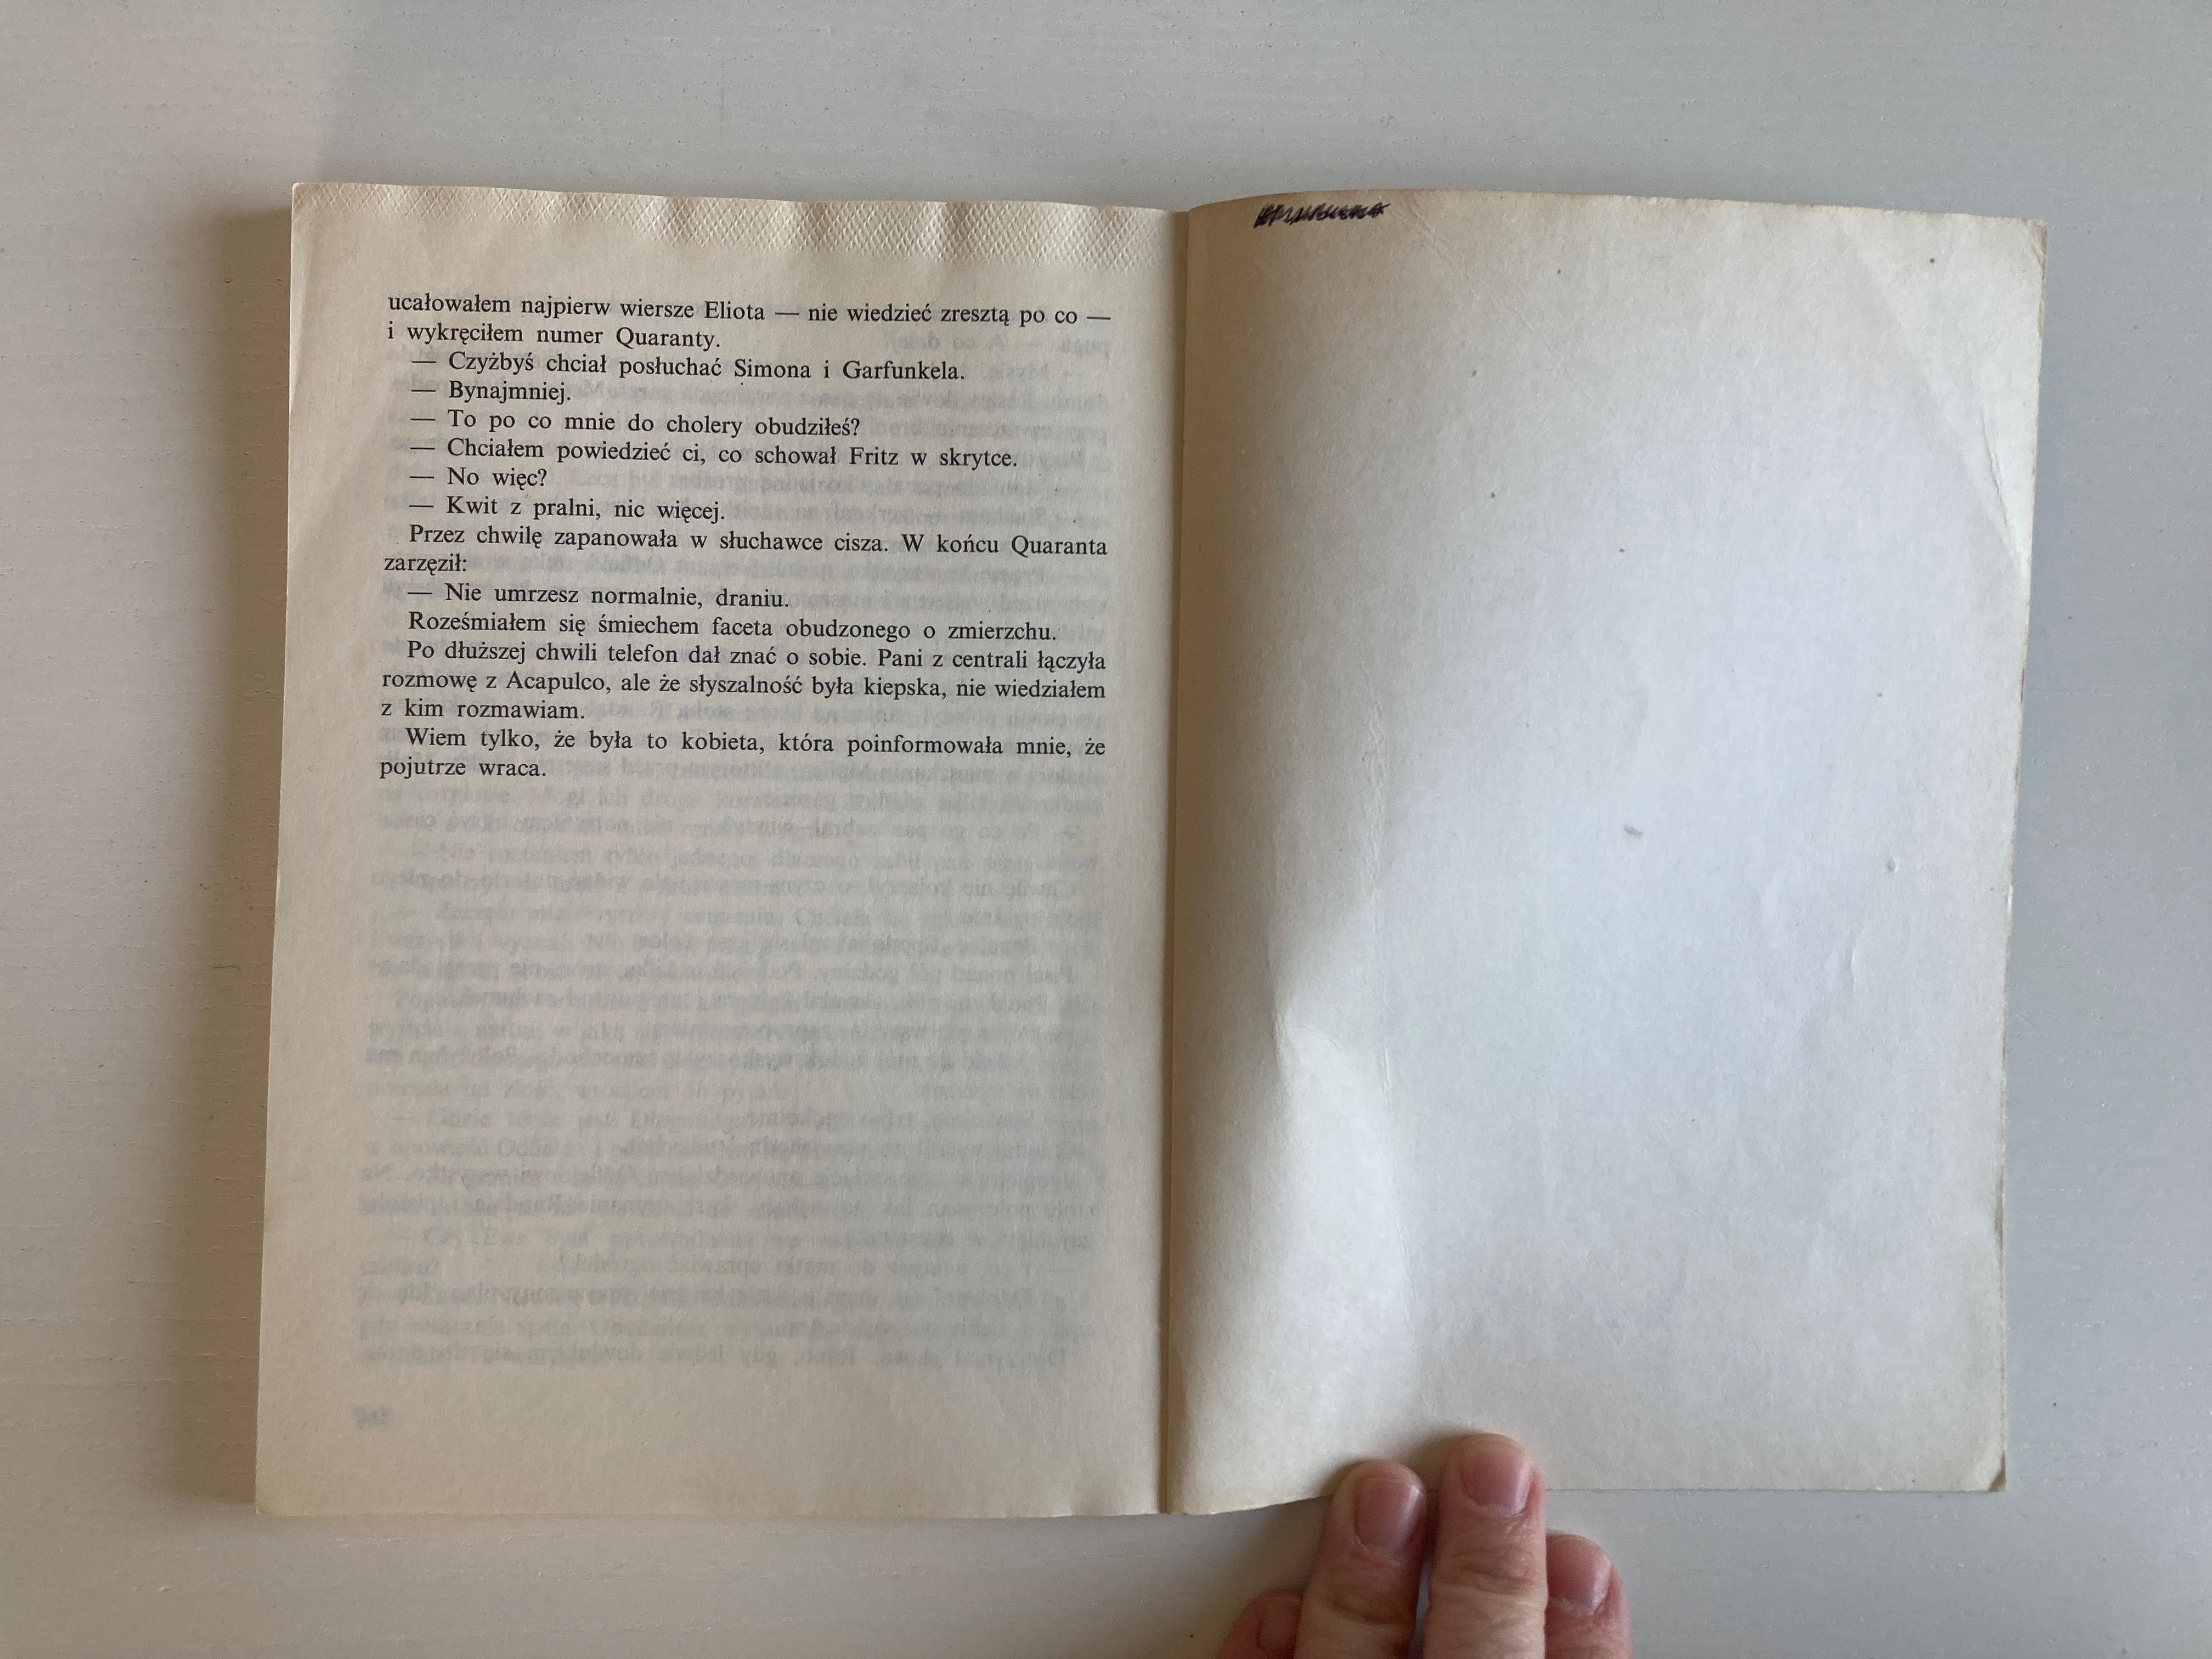 ucałowałem najpierw wiersze Eliota — nie wiedzieć zresztą po co —
i wykręciłem numer Quaranty.
— Czyżbyś chciał posłuchać Simona i Garfunkela.
— Bynajmniej.
— To po co mnie do cholery obudziłeś?
— Chciałem powiedzieć ci, co schował Fritz w skrytce.
— No więc?
— Kwit z pralni, nic więcej.
Przez chwilę zapanowała w słuchawce cisza. W końcu Quaranta
zarzęził:
— Nie umrzesz normalnie, draniu.
Roześmiałem się śmiechem faceta obudzonego o zmierzchu.
Po dłuższej chwili telefon dał znać o sobie. Pani z centrali łączyła
rozmowę z Acapulco, ale że słyszalność była kiepska, nie wiedziałem
z kim rozmawiam.
Wiem tylko, że była to kobieta, która poinformowała mnie, że
pojutrze wraca.